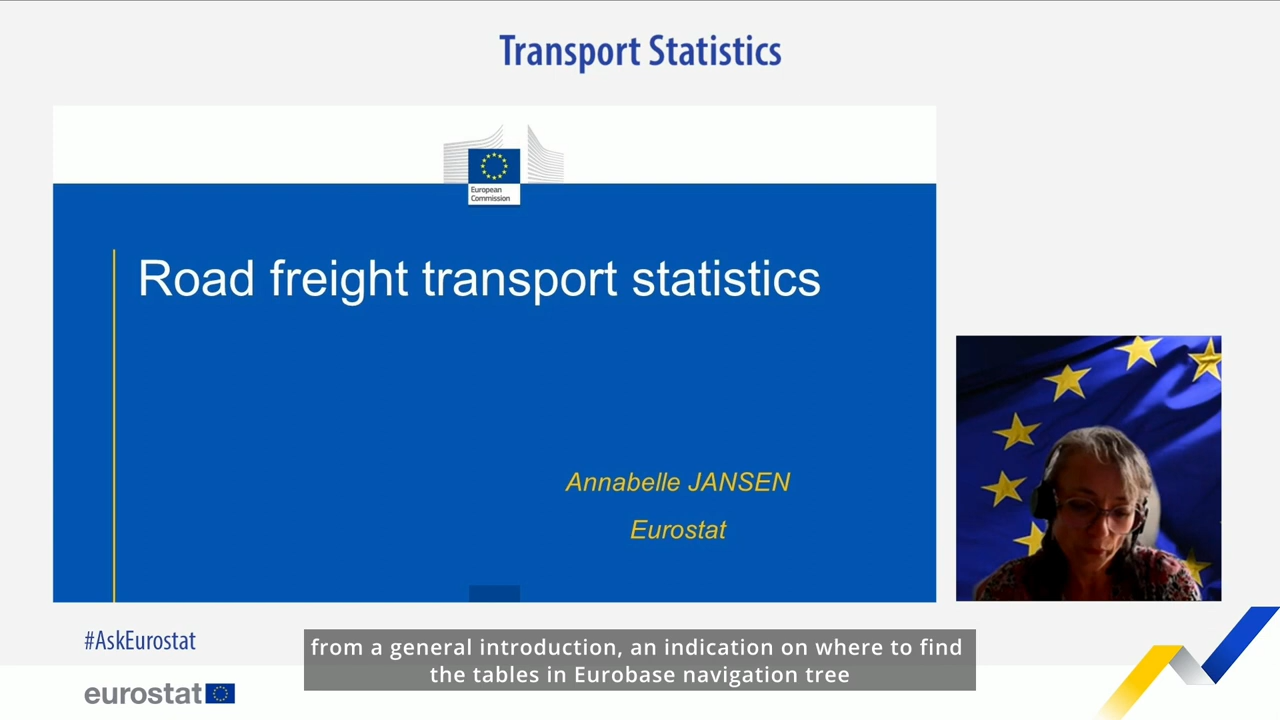 Transport Statistics
European
Commission
Road freight transport statistics
Annabelle JANSEN
Eurostat
#AskEurostat
from a general introduction, an indication on where to find
the tables in Eurobase navigation tree
eurostat